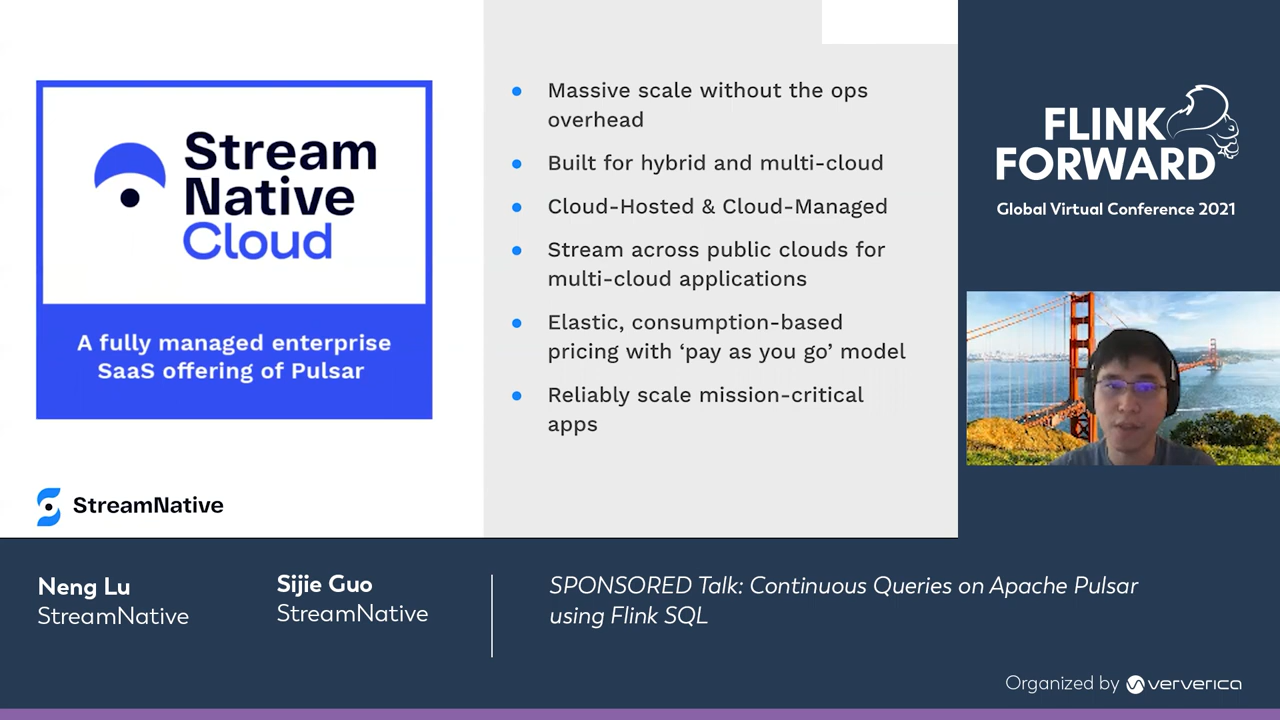 Stream
Native
Cloud
A fully managed enterprise
SaaS offering of Pulsar
StreamNative
• Massive scale without the ops
overhead
• Built for hybrid and multi-cloud
• Cloud-Hosted & Cloud-Managed
• Stream across public clouds for
multi-cloud applications
• Elastic, consumption-based
pricing with ‘pay as you go’ model
• Reliably scale mission-critical
apps
FLINK
FORWARD
Global Virtual Conference 2021
Neng Lu
StreamNative
Sijie Guo
StreamNative
SPONSORED Talk: Continuous Queries on Apache Pulsar
using Flink SQL
Organized by ververica